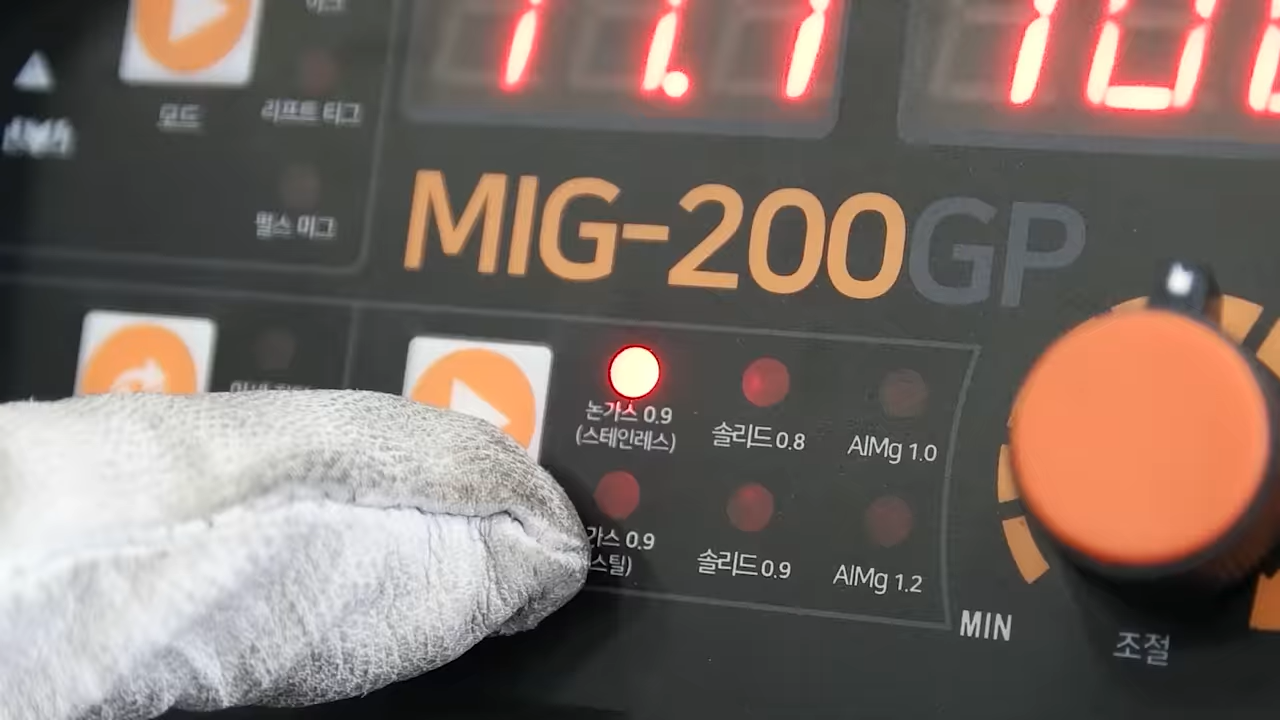 모드
리프트 티그
펄스 미그
MIG-200GP
논가스 0.9
(스테인레스)
솔리드 0.8
AlMg 1.0
가스 0.9
스틸)
솔리드 0.9
AlMg 1.2
MIN
조절